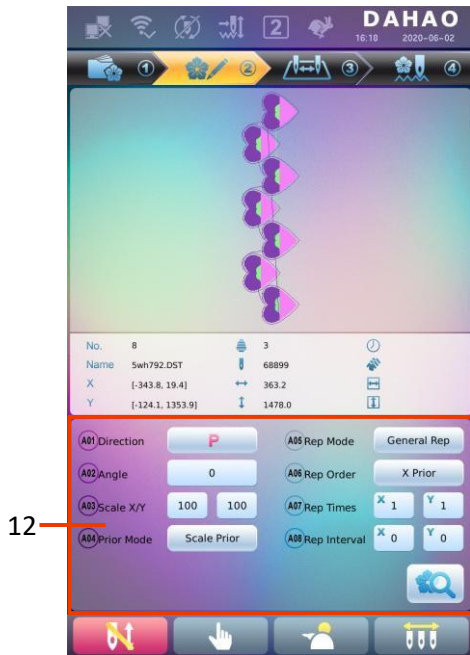 2
DAHAO
16:18 2020-06-02
1 2 3 4
No. 8 3
Name 5wh792.DST 68899
X [-343.8, 19.4] 363.2
Y [-124.1, 1353.9] 1478.0
A01 Direction P A05 Rep Mode General Rep
A02 Angle 0 A06 Rep Order X Prior
A03 Scale X/Y 100 100 A07 Rep Times X 1 Y 1
12
A04 Prior Mode Scale Prior A08 Rep Interval X 0 Y 0